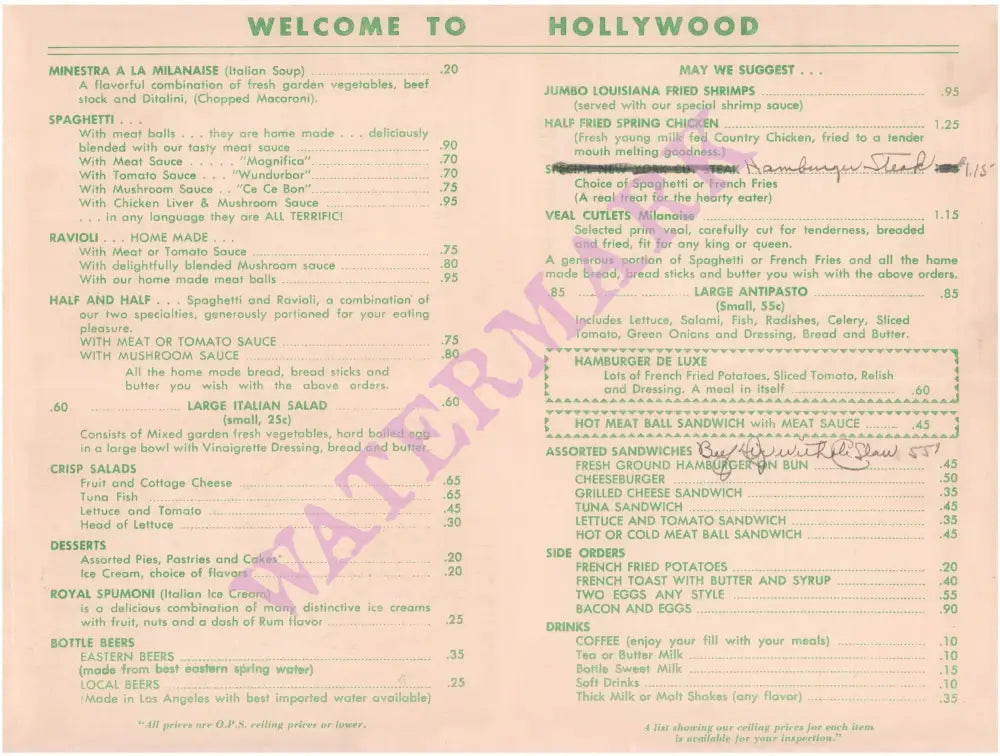 WELCOME TO HOLLYWOOD
MINESTRA A LA MILANAISE (Italian Soup) .20
A flavorful combination of fresh garden vegetables, beef
stock and Ditalini, (Chopped Macaroni).
SPAGHETTI . . .
With meat balls . . . they are home made . . . deliciously
blended with our tasty meat sauce .90
With Meat Sauce . . . . . "Magnifica" .70
With Tomato Sauce . . . "Wundurbar" .70
With Mushroom Sauce . . "Ce Ce Bon" .75
With Chicken Liver & Mushroom Sauce .95
. . . in any language they are ALL TERRIFIC!
RAVIOLI . . . HOME MADE . . .
With Meat or Tomato Sauce .75
With delightfully blended Mushroom sauce .80
With our home made meat balls .95
HALF AND HALF . . . Spaghetti and Ravioli, a combination of
our two specialties, generously portioned for your eating
pleasure.
WITH MEAT OR TOMATO SAUCE .75
WITH MUSHROOM SAUCE .80
All the home made bread, bread sticks and
butter you wish with the above orders.
.60 LARGE ITALIAN SALAD .60
(small, 25c)
Consists of Mixed garden fresh vegetables, hard boiled egg
in a large bowl with Vinaigrette Dressing, bread and butter.
CRISP SALADS
Fruit and Cottage Cheese .65
Tuna Fish .65
Lettuce and Tomato .45
Head of Lettuce .30
DESSERTS
Assorted Pies, Pastries and Cakes .20
Ice Cream, choice of flavors .20
ROYAL SPUMONI (Italian Ice Cream)
is a delicious combination of many distinctive ice creams
with fruit, nuts and a dash of Rum flavor .25
BOTTLE BEERS
EASTERN BEERS .35
(made from best eastern spring water)
LOCAL BEERS .25
(Made in Los Angeles with best imported water available)
"All prices are O.P.S. ceiling prices or lower.
MAY WE SUGGEST . . .
JUMBO LOUISIANA FRIED SHRIMPS .95
(served with our special shrimp sauce)
HALF FRIED SPRING CHICKEN 1.25
(Fresh young milk fed Country Chicken, fried to a tender
mouth melting goodness.)
SPECIAL NEW YORK CUT STEAK Hamburger Steak $1.15
Choice of Spaghetti or French Fries
(A real treat for the hearty eater)
VEAL CUTLETS Milanaise 1.15
Selected prim veal, carefully cut for tenderness, breaded
and fried, fit for any king or queen.
A generous portion of Spaghetti or French Fries and all the home
made bread, bread sticks and butter you wish with the above orders.
.85 LARGE ANTIPASTO .85
(Small, 55c)
Includes Lettuce, Salami, Fish, Radishes, Celery, Sliced
Tomato, Green Onions and Dressing, Bread and Butter.
HAMBURGER DE LUXE
Lots of French Fried Potatoes, Sliced Tomato, Relish
and Dressing. A meal in itself .60
HOT MEAT BALL SANDWICH with MEAT SAUCE .45
ASSORTED SANDWICHES Beef with Cole Slaw 55¢
FRESH GROUND HAMBURGER ON BUN .45
CHEESEBURGER .50
GRILLED CHEESE SANDWICH .35
TUNA SANDWICH .45
LETTUCE AND TOMATO SANDWICH .35
HOT OR COLD MEAT BALL SANDWICH .45
SIDE ORDERS
FRENCH FRIED POTATOES .20
FRENCH TOAST WITH BUTTER AND SYRUP .40
TWO EGGS ANY STYLE .55
BACON AND EGGS .90
DRINKS
COFFEE (enjoy your fill with your meals) .10
Tea or Butter Milk .10
Bottle Sweet Milk .15
Soft Drinks .10
Thick Milk or Malt Shakes (any flavor) .35
A list showing our ceiling prices for each item
is available for your inspection."
WATERMARK